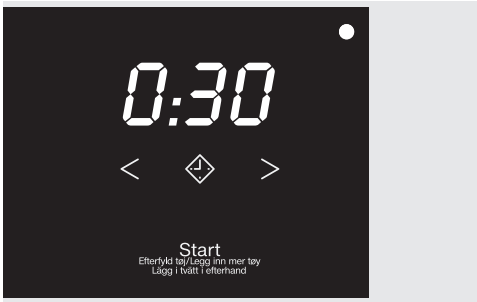 0:30
< >
Start
Efterfyld tøj/Legg inn mer tøy
Lägg i tvätt i efterhand